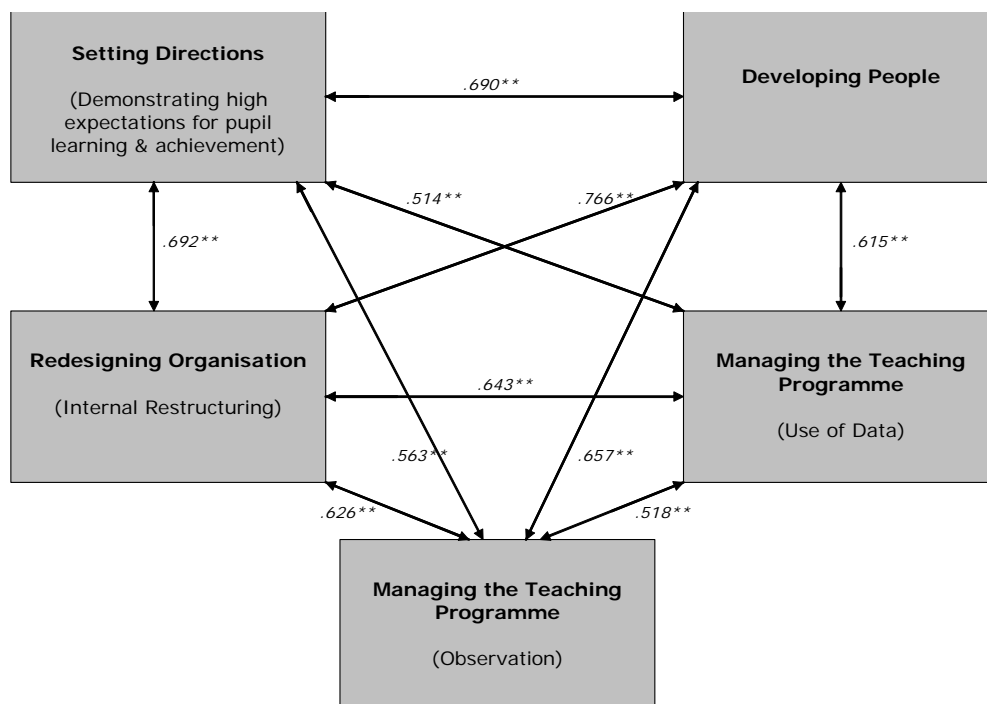 Setting Directions
(Demonstrating high
expectations for pupil
learning & achievement)
Developing People
.690**
.514**
.766**
.692**
.615**
Redesigning Organisation
(Internal Restructuring)
Managing the Teaching
Programme
(Use of Data)
.643**
.563**
.657**
.626**
.518**
Managing the Teaching
Programme
(Observation)